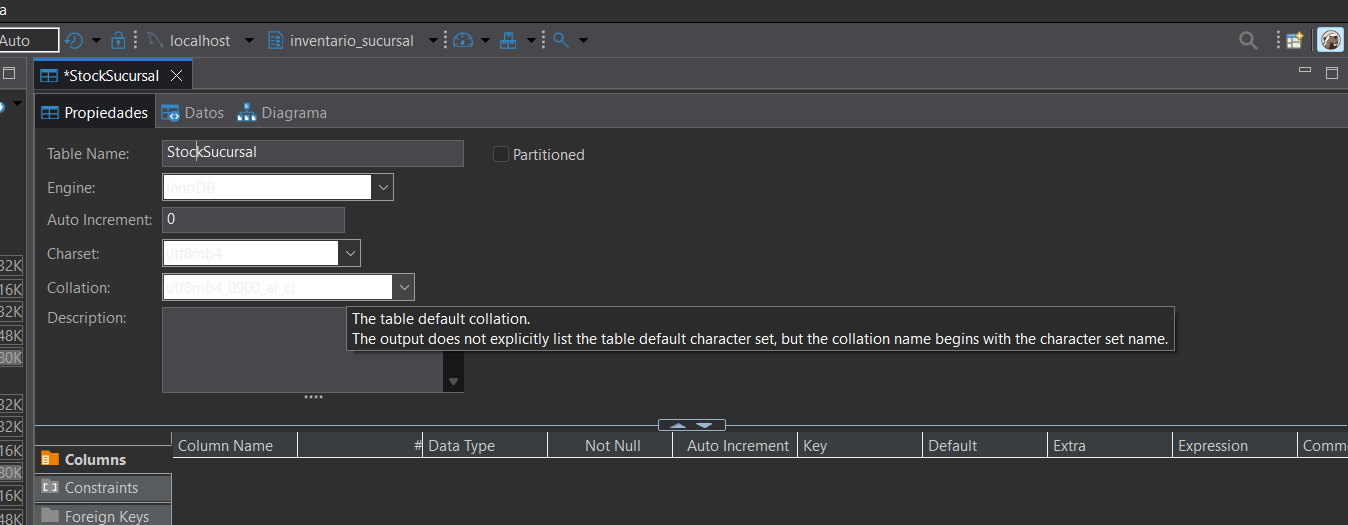 a
Auto
localhost
inventario_sucursal
*StockSucursal
Propiedades
Datos
Diagrama
Table Name:
StockSucursal
Partitioned
Engine:
InnoDB
Auto Increment:
0
Charset:
utf8mb4
Collation:
utf8mb4_0900_ai_ci
Description:
The table default collation.
The output does not explicitly list the table default character set, but the collation name begins with the character set name.
32K
16K
32K
48K
80K
32K
32K
16K
80K
16K
48K
Column Name
#
Data Type
Not Null
Auto Increment
Key
Default
Extra
Expression
Comm
Columns
Constraints
Foreign Keys